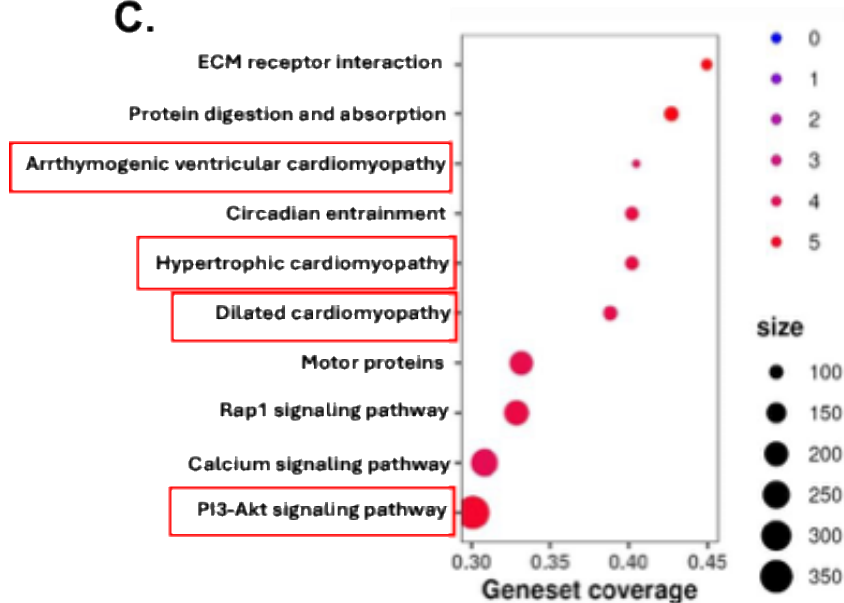 C.
ECM receptor interaction
Protein digestion and absorption
Arrthymogenic ventricular cardiomyopathy
Circadian entrainment
Hypertrophic cardiomyopathy
Dilated cardiomyopathy
Motor proteins
Rap1 signaling pathway
Calcium signaling pathway
PI3-Akt signaling pathway
0.30 0.35 0.40 0.45
Geneset coverage
0
1
2
3
4
5
size
100
150
200
250
300
350